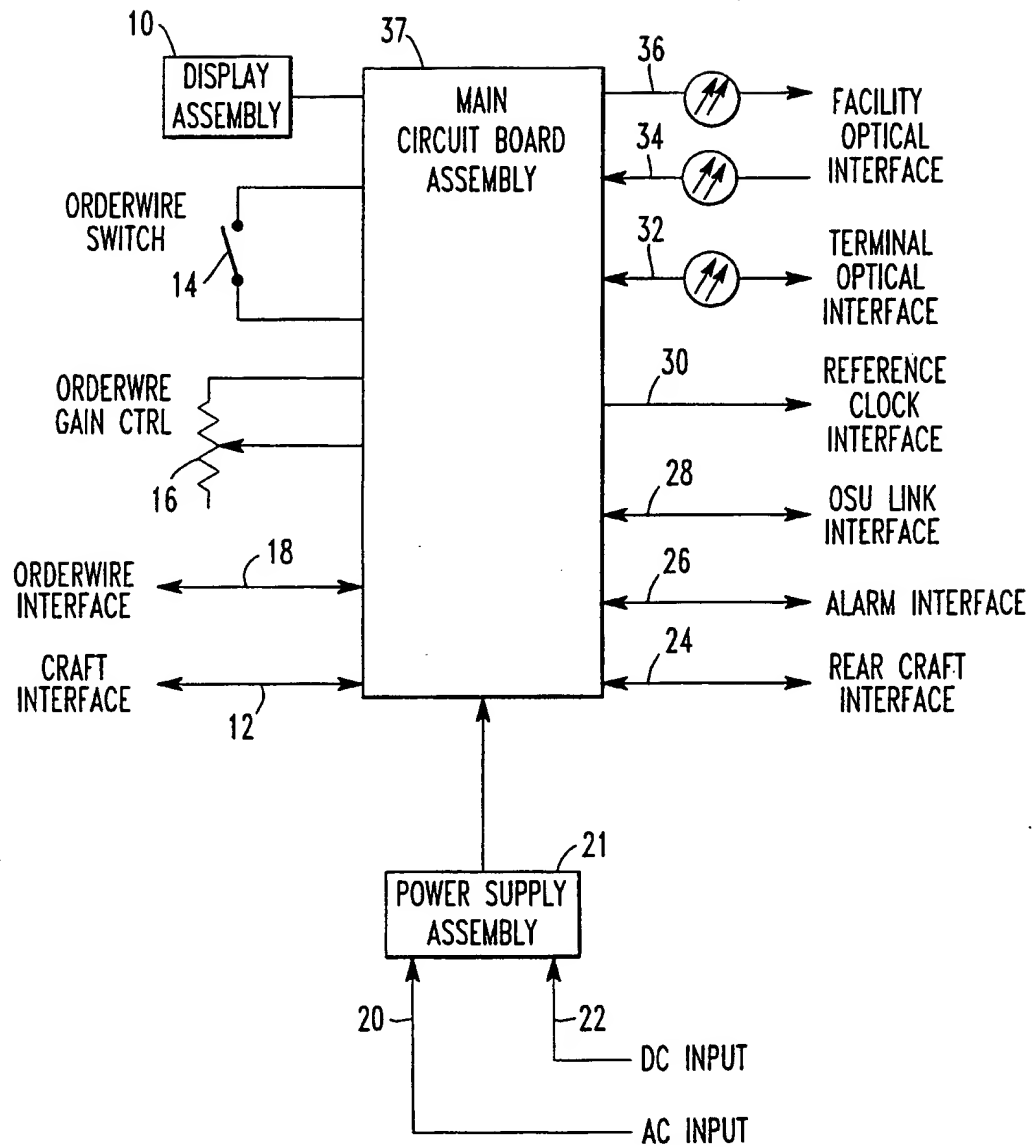 10
DISPLAY
ASSEMBLY
37
MAIN
CIRCUIT BOARD
ASSEMBLY
36
FACILITY
OPTICAL
INTERFACE
34
ORDERWIRE
SWITCH
14
32
TERMINAL
OPTICAL
INTERFACE
ORDERWRE
GAIN CTRL
16
30
REFERENCE
CLOCK
INTERFACE
28
OSU LINK
INTERFACE
ORDERWIRE
INTERFACE
18
26
ALARM INTERFACE
CRAFT
INTERFACE
12
24
REAR CRAFT
INTERFACE
21
POWER SUPPLY
ASSEMBLY
20
22
DC INPUT
AC INPUT